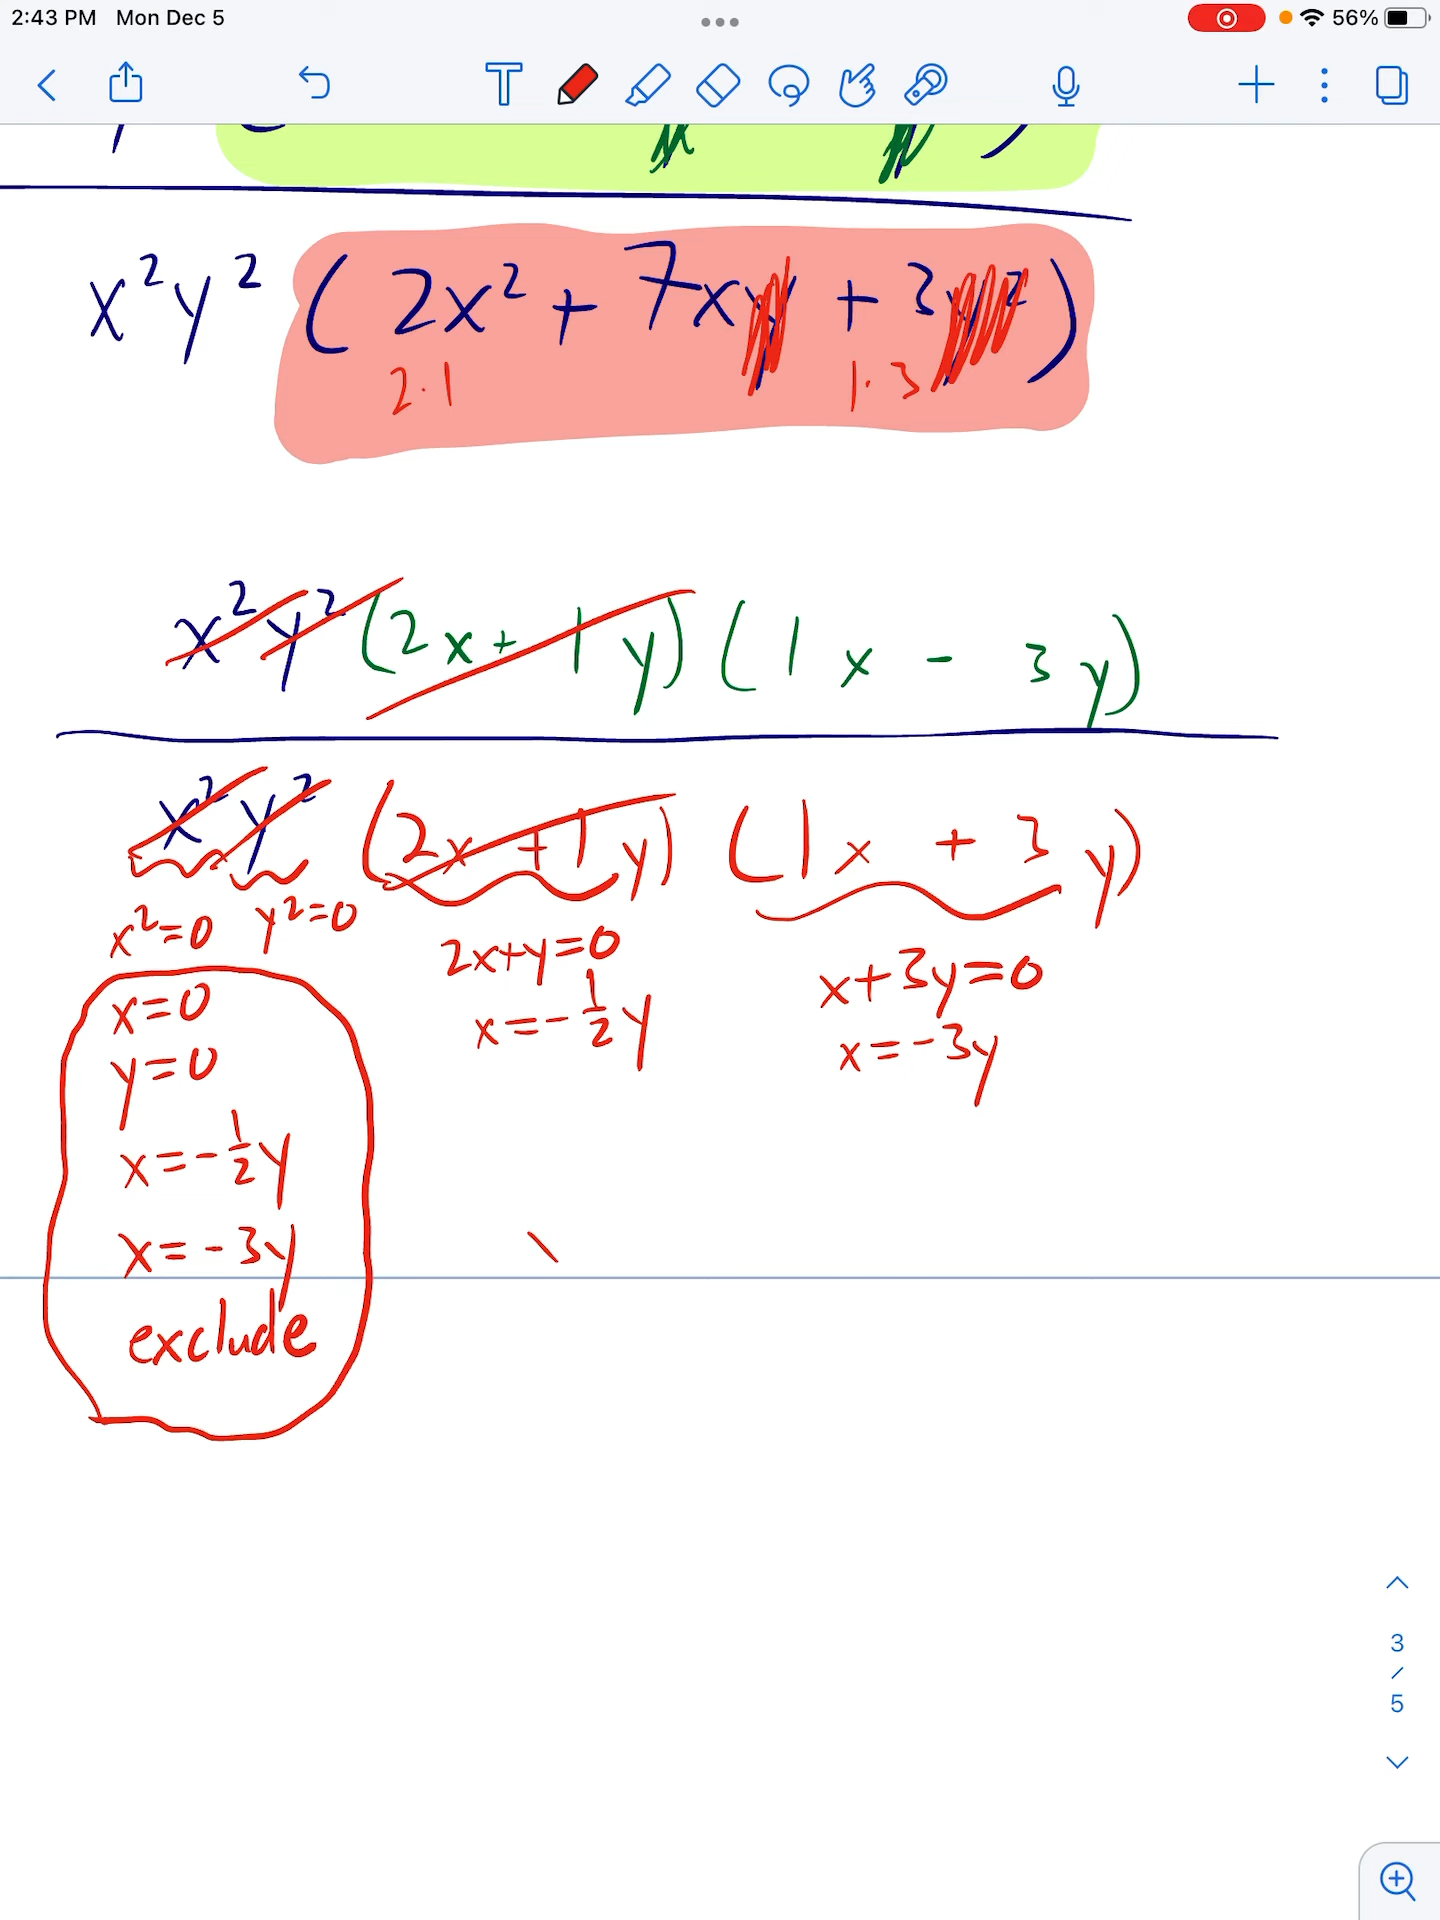 2:43 PM Mon Dec 5 56%
T
x²y² (2x² + 7xy + 3y²)
2·1 1·3
x²y²(2x+1y)(1x - 3y)
x²y²(2x+1y)(1x + 3y)
x²=0 y²=0
2x+y=0
x+3y=0
x=-½y
x=-3y
x=0
y=0
x=-½y
x=-3y
exclude
3
/
5